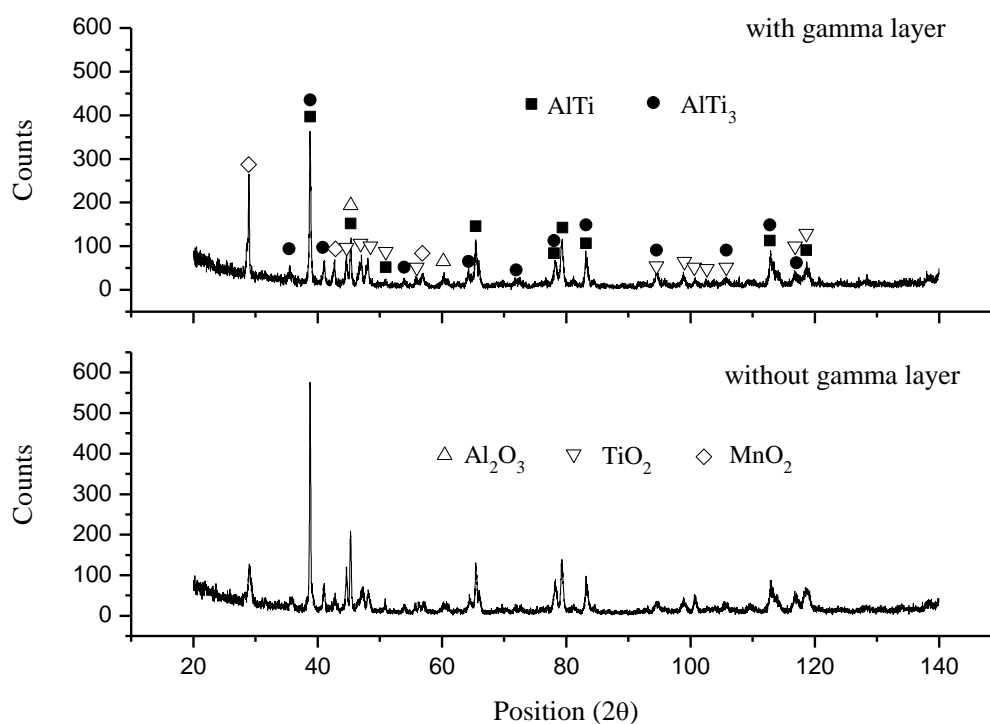 600
with gamma layer
500
■ AlTi ● AlTi₃
400
300
200
100
0
Counts
600
without gamma layer
500
400
△ Al₂O₃ ▽ TiO₂ ◇ MnO₂
300
200
100
0
Counts
20 40 60 80 100 120 140
Position (2θ)